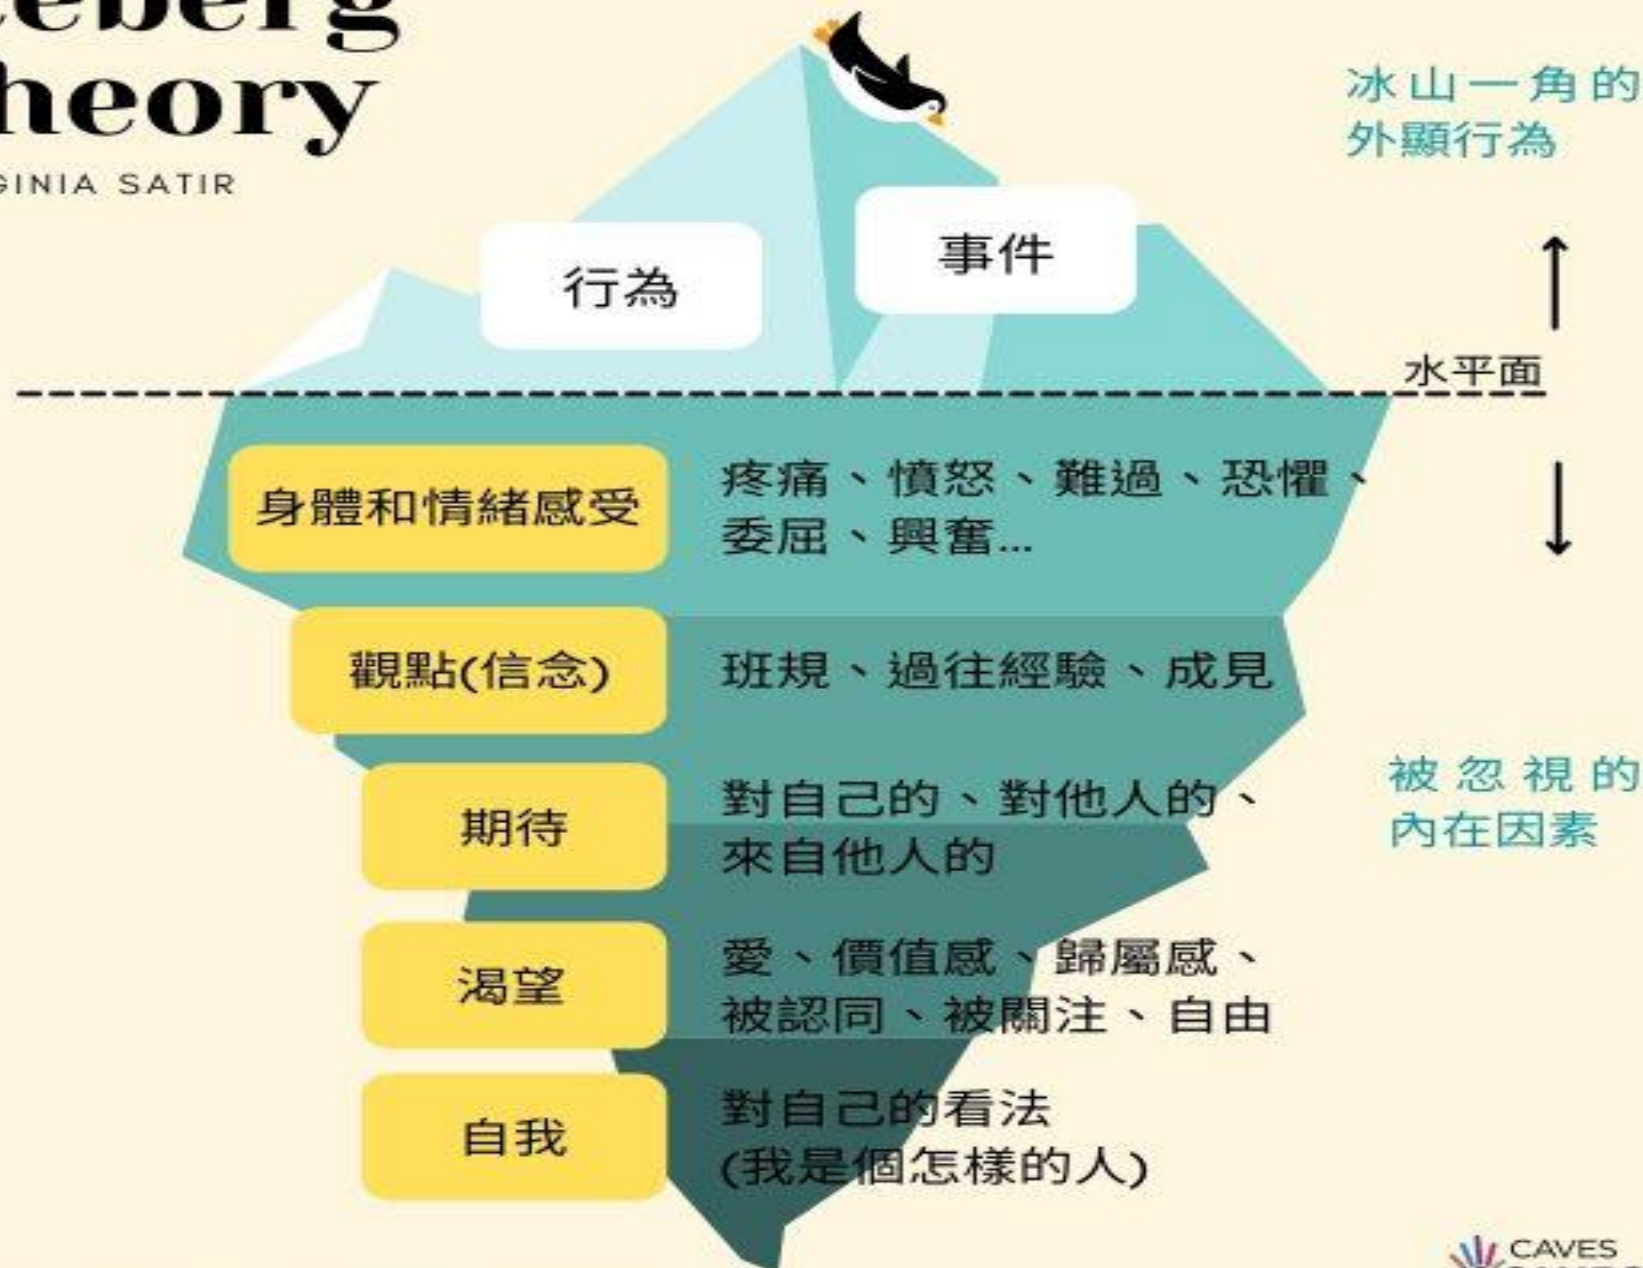 heory
GINIA SATIR
冰山一角的
外顯行為
行為
事件
水平面
身體和情緒感受
疼痛、憤怒、難過、恐懼、
委屈、興奮...
觀點(信念)
班規、過往經驗、成見
期待
對自己的、對他人的、
來自他人的
被忽視的
內在因素
渴望
愛、價值感、歸屬感、
被認同、被關注、自由
自我
對自己的看法
(我是個怎樣的人)
CAVES